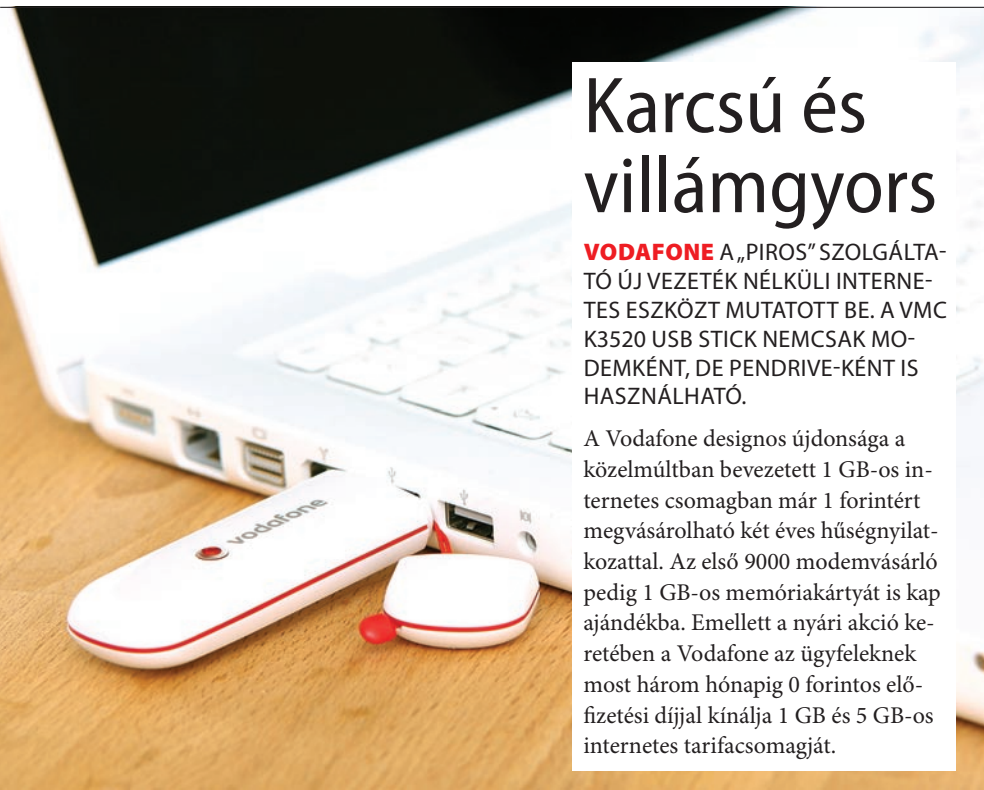 Karcsú és
villámgyors
VODAFONE A „PIROS” SZOLGÁLTA-
TÓ ÚJ VEZETÉK NÉLKÜLI INTERNE-
TES ESZKÖZT MUTATOTT BE. A VMC
K3520 USB STICK NEMCSAK MO-
DEMKÉNT, DE PENDRIVE-KÉNT IS
HASZNÁLHATÓ.
A Vodafone designos újdonsága a
közelmúltban bevezetett 1 GB-os in-
ternetes csomagban már 1 forintért
megvásárolható két éves hűségnyilat-
kozattal. Az első 9000 modemvásárló
pedig 1 GB-os memóriakártyát is kap
ajándékba. Emellett a nyári akció ke-
retében a Vodafone az ügyfeleknek
most három hónapig 0 forintos elő-
fizetési díjjal kínálja 1 GB és 5 GB-os
internetes tarifacsomagját.
vodafone